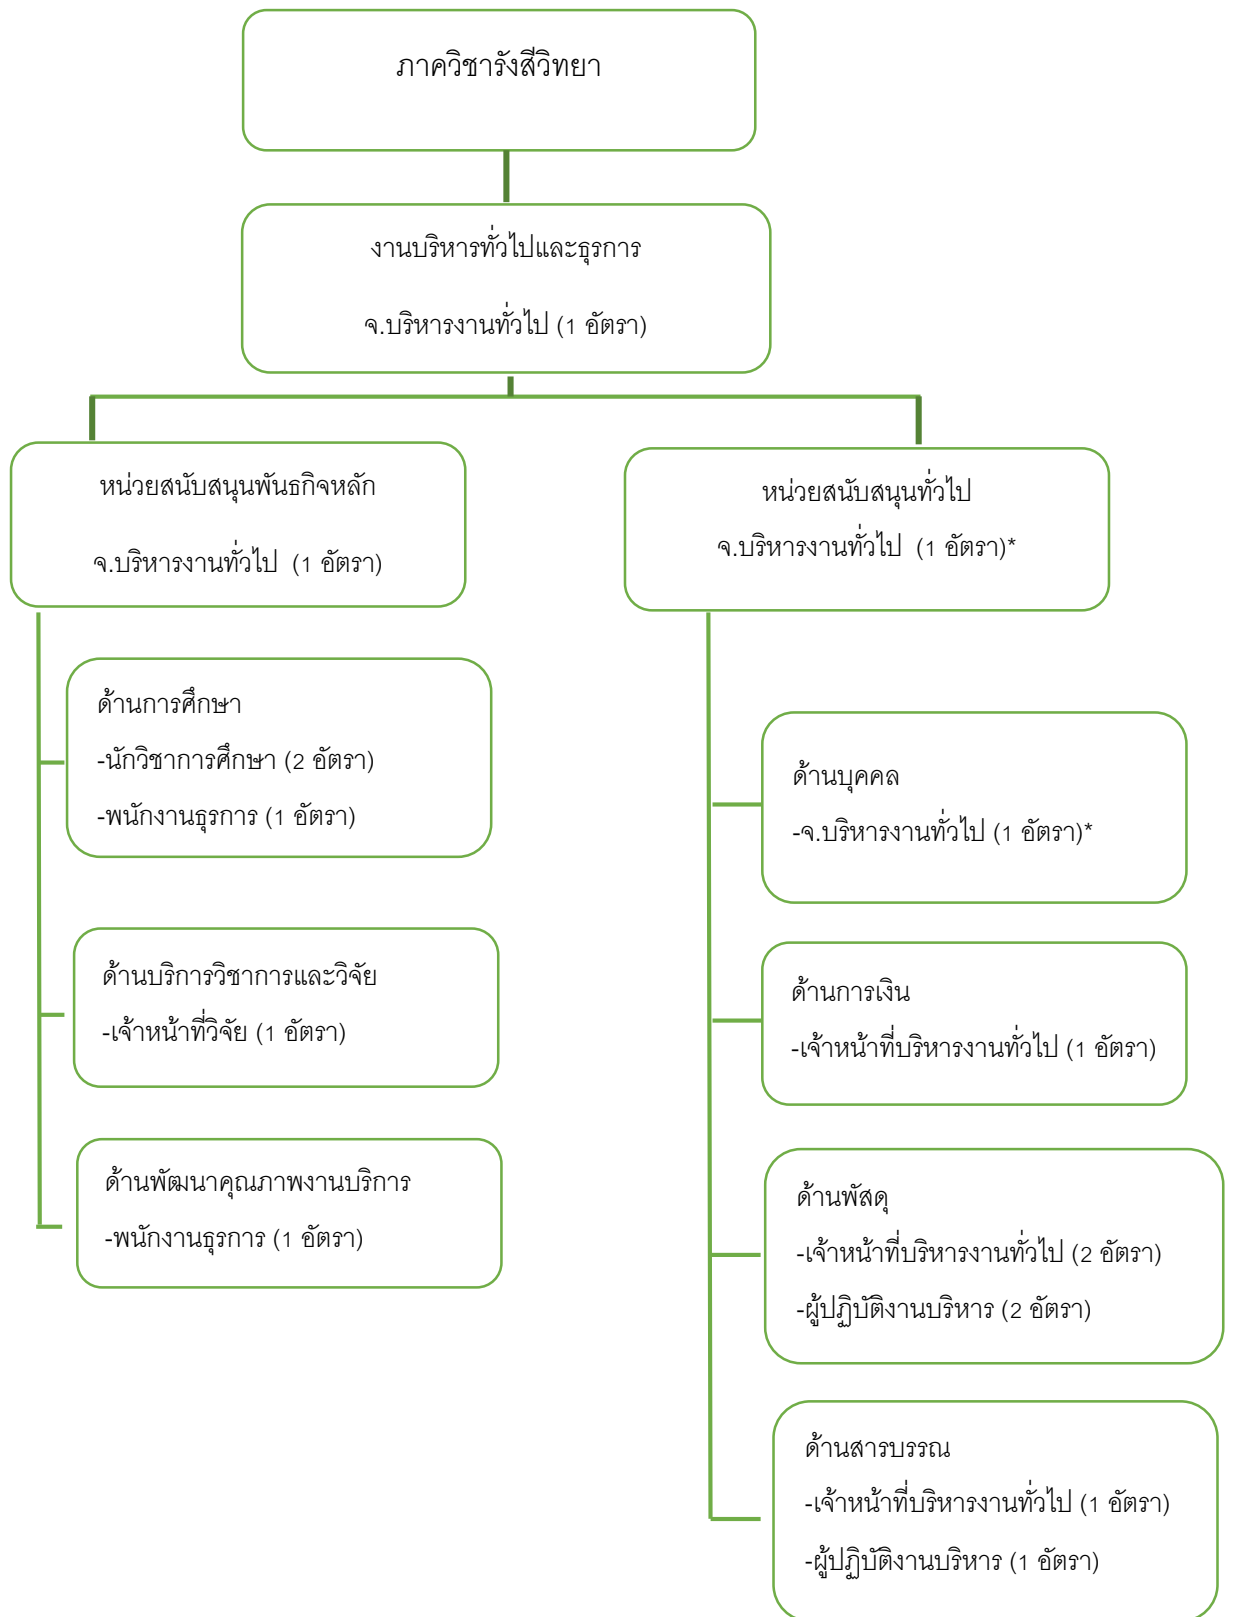 ภาควิชารังสีวิทยา
งานบริหารทั่วไปและธุรการ
จ.บริหารงานทั่วไป (1 อัตรา)
หน่วยสนับสนุนพันธกิจหลัก
จ.บริหารงานทั่วไป (1 อัตรา)
ด้านการศึกษา
-นักวิชาการศึกษา (2 อัตรา)
-พนักงานธุรการ (1 อัตรา)
ด้านบริการวิชาการและวิจัย
-เจ้าหน้าที่วิจัย (1 อัตรา)
ด้านพัฒนาคุณภาพงานบริการ
-พนักงานธุรการ (1 อัตรา)
หน่วยสนับสนุนทั่วไป
จ.บริหารงานทั่วไป (1 อัตรา)*
ด้านบุคคล
-จ.บริหารงานทั่วไป (1 อัตรา)*
ด้านการเงิน
-เจ้าหน้าที่บริหารงานทั่วไป (1 อัตรา)
ด้านพัสดุ
-เจ้าหน้าที่บริหารงานทั่วไป (2 อัตรา)
-ผู้ปฏิบัติงานบริหาร (2 อัตรา)
ด้านสารบรรณ
-เจ้าหน้าที่บริหารงานทั่วไป (1 อัตรา)
-ผู้ปฏิบัติงานบริหาร (1 อัตรา)